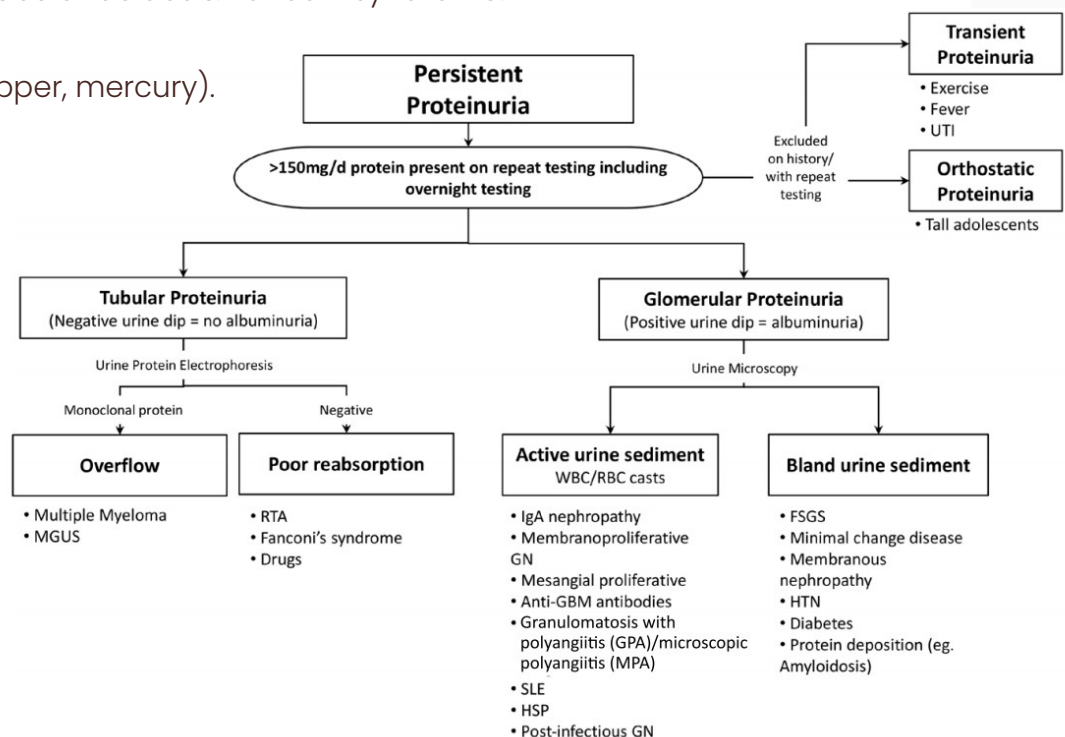 pper, mercury).
Persistent
Proteinuria
>150mg/d protein present on repeat testing including
overnight testing
Excluded
on history/
with repeat
testing
Transient
Proteinuria
• Exercise
• Fever
• UTI
Orthostatic
Proteinuria
• Tall adolescents
Tubular Proteinuria
(Negative urine dip = no albuminuria)
Urine Protein Electrophoresis
Monoclonal protein
Negative
Overflow
• Multiple Myeloma
• MGUS
Poor reabsorption
• RTA
• Fanconi's syndrome
• Drugs
Glomerular Proteinuria
(Positive urine dip = albuminuria)
Urine Microscopy
Active urine sediment
WBC/RBC casts
• IgA nephropathy
• Membranoproliferative
GN
• Mesangial proliferative
• Anti-GBM antibodies
• Granulomatosis with
polyangiitis (GPA)/microscopic
polyangiitis (MPA)
• SLE
• HSP
• Post-infectious GN
Bland urine sediment
• FSGS
• Minimal change disease
• Membranous
nephropathy
• HTN
• Diabetes
• Protein deposition (eg.
Amyloidosis)